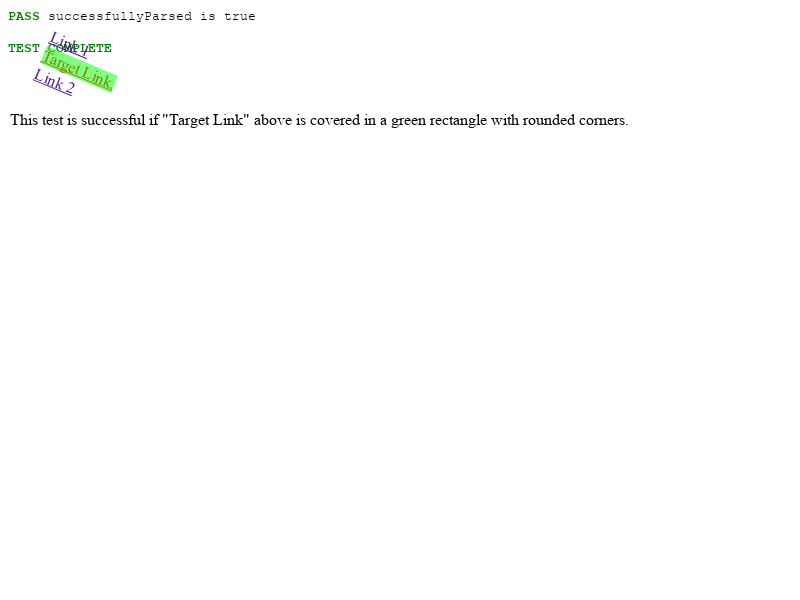 PASS successfullyParsed is true
Link 1
TEST COMPLETE
Target Link
Link 2
This test is successful if "Target Link" above is covered in a green rectangle with rounded corners.